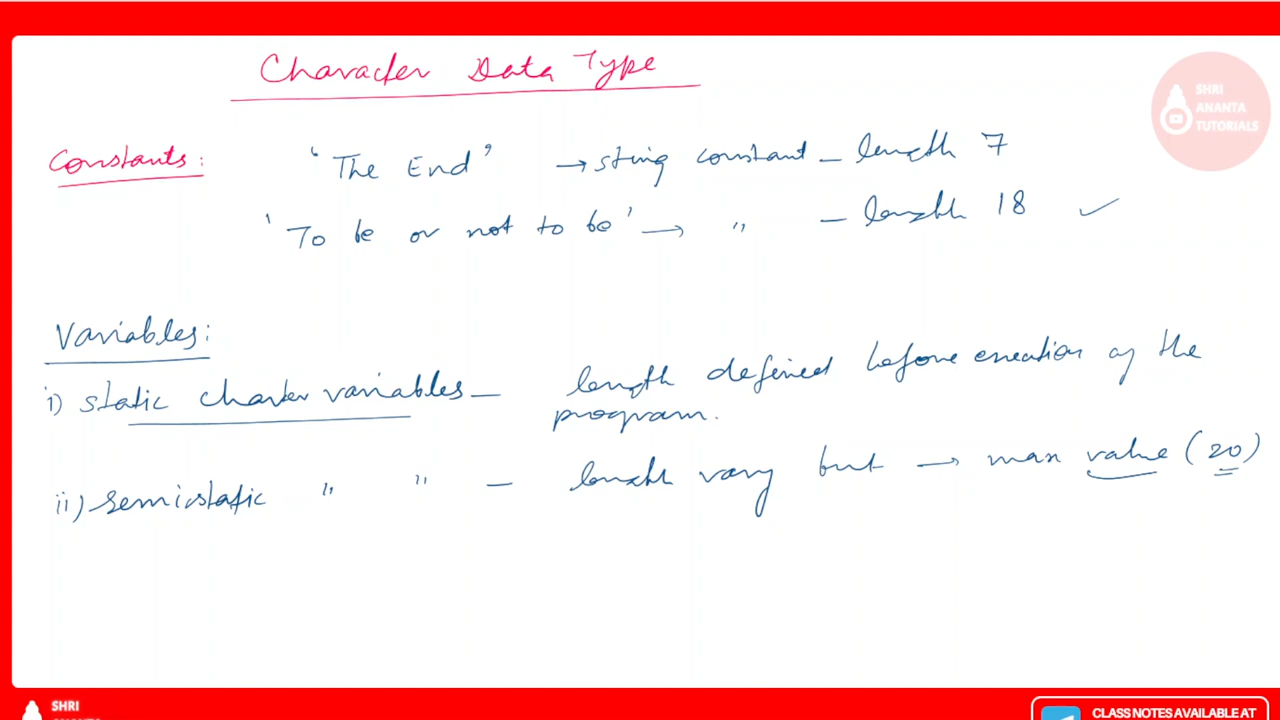 Character Data Type
SHRI
ANANTA
TUTORIALS
Constants:
'The End' → string constant - length 7
'To be or not to be' → " - length 18 ✓
Variables:
i) static charter variables - length defined before execution of the
program.
ii) semistatic " " - length vary but → max value (20)
SHRI
CLASS NOTES AVAILABLE AT